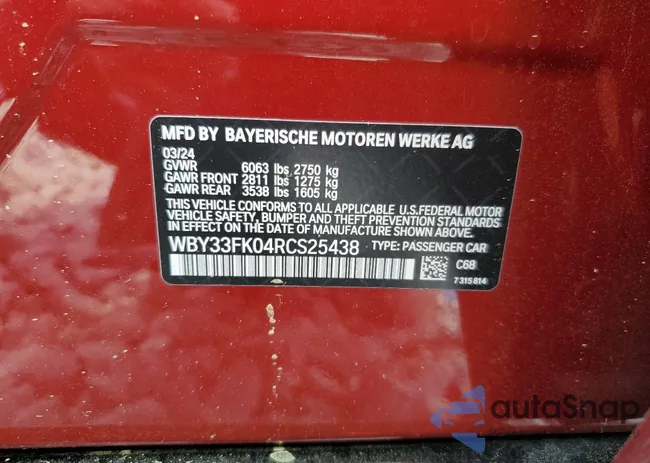 MFD BY BAYERISCHE MOTOREN WERKE AG
03/24
GVWR 6063 lbs 2750 kg
GAWR FRONT 2811 lbs 1275 kg
GAWR REAR 3538 lbs 1605 kg
THIS VEHICLE CONFORMS TO ALL APPLICABLE U.S.FEDERAL MOTOR
VEHICLE SAFETY, BUMPER AND THEFT PREVENTION STANDARDS
IN EFFECT ON THE DATE OF MANUFACTURE SHOWN ABOVE.
WBY33FK04RCS25438 TYPE: PASSENGER CAR
C68
7315814
autoSnap